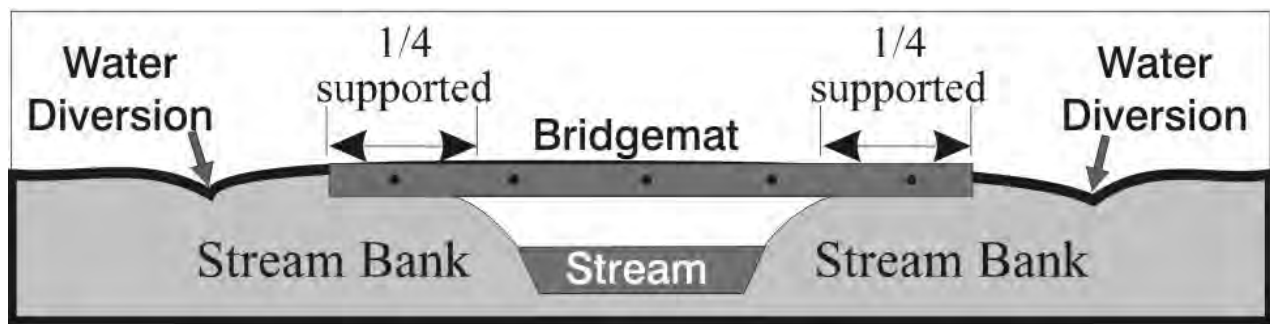 Water
Diversion
1/4
supported
Bridgemat
1/4
supported
Water
Diversion
Stream Bank
Stream
Stream Bank